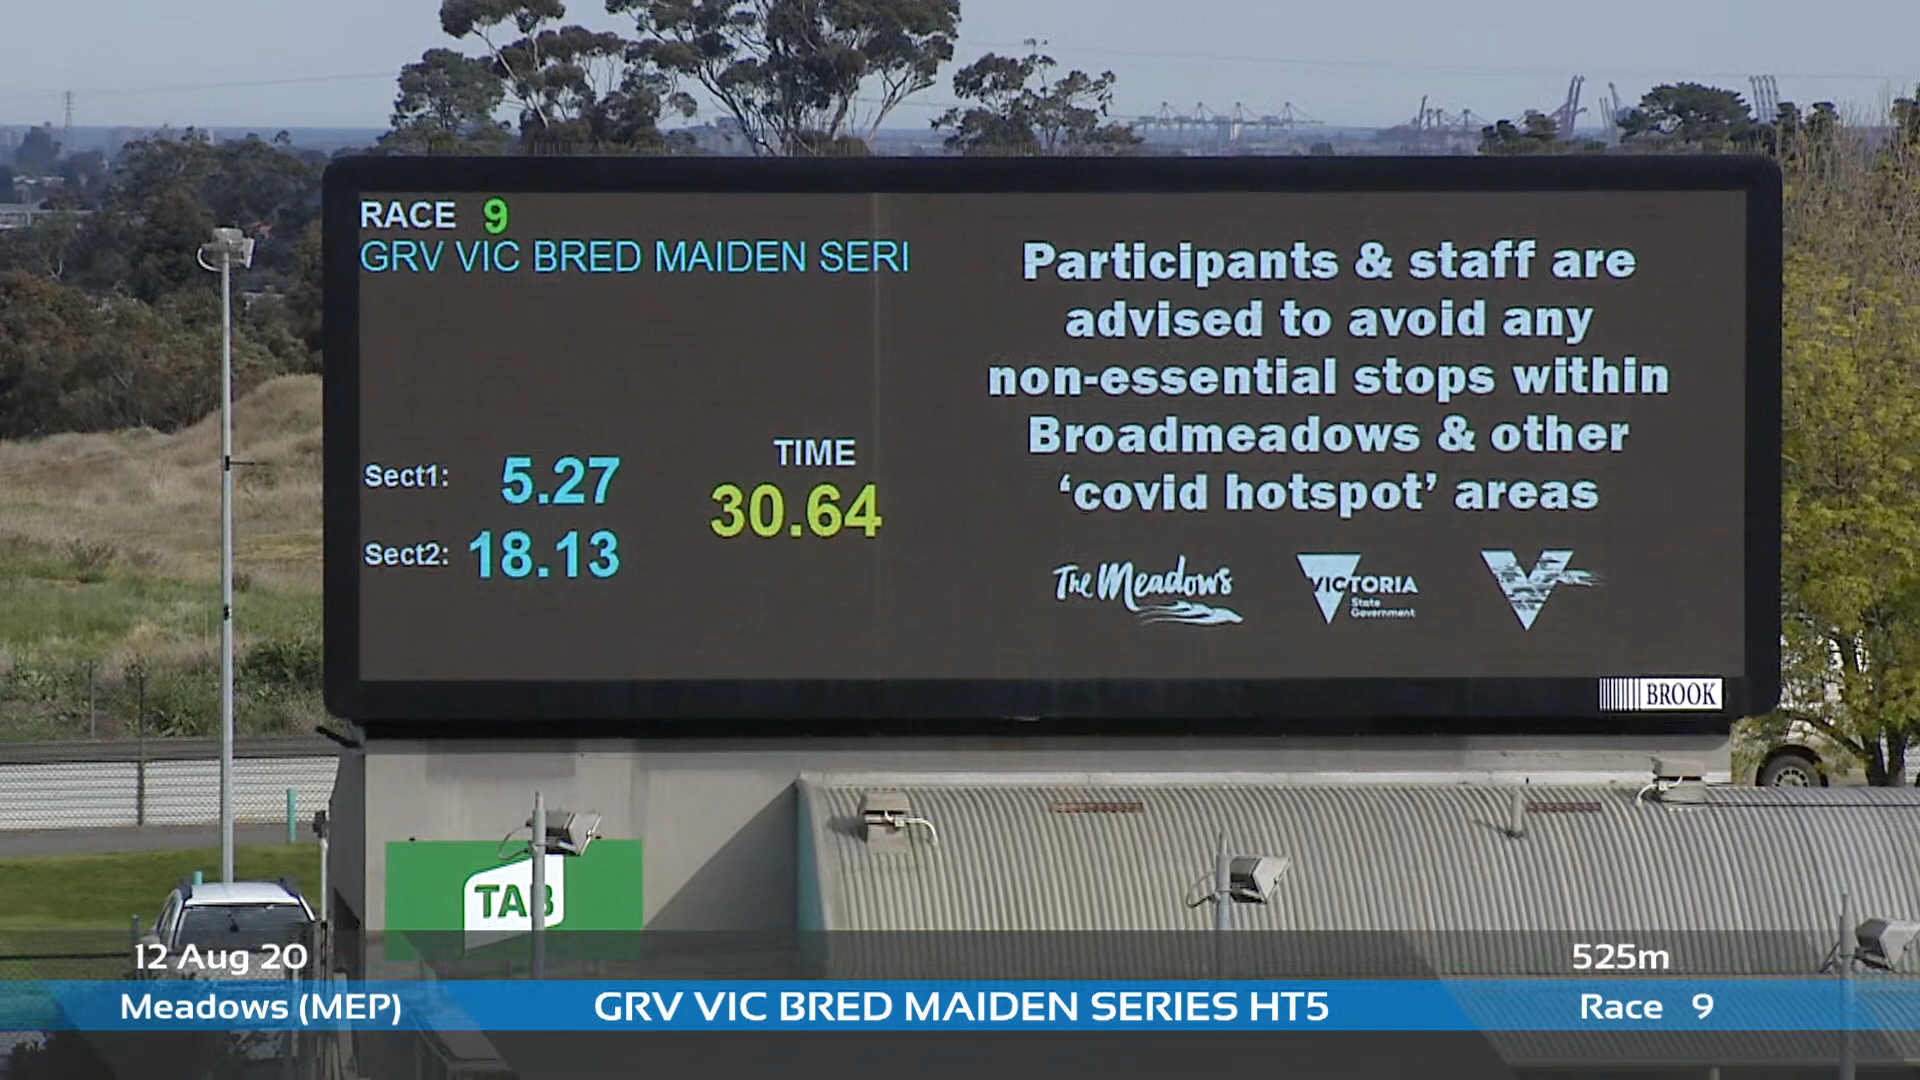 RACE 9
GRV VIC BRED MAIDEN SERI
Sect1: 5.27
Sect2: 18.13
TIME
30.64
Participants & staff are
advised to avoid any
non-essential stops within
Broadmeadows & other
‘covid hotspot’ areas
The Meadows
VICTORIA
State
Government
BROOK
TAB
12 Aug 20
525m
Meadows (MEP)
GRV VIC BRED MAIDEN SERIES HT5
Race 9